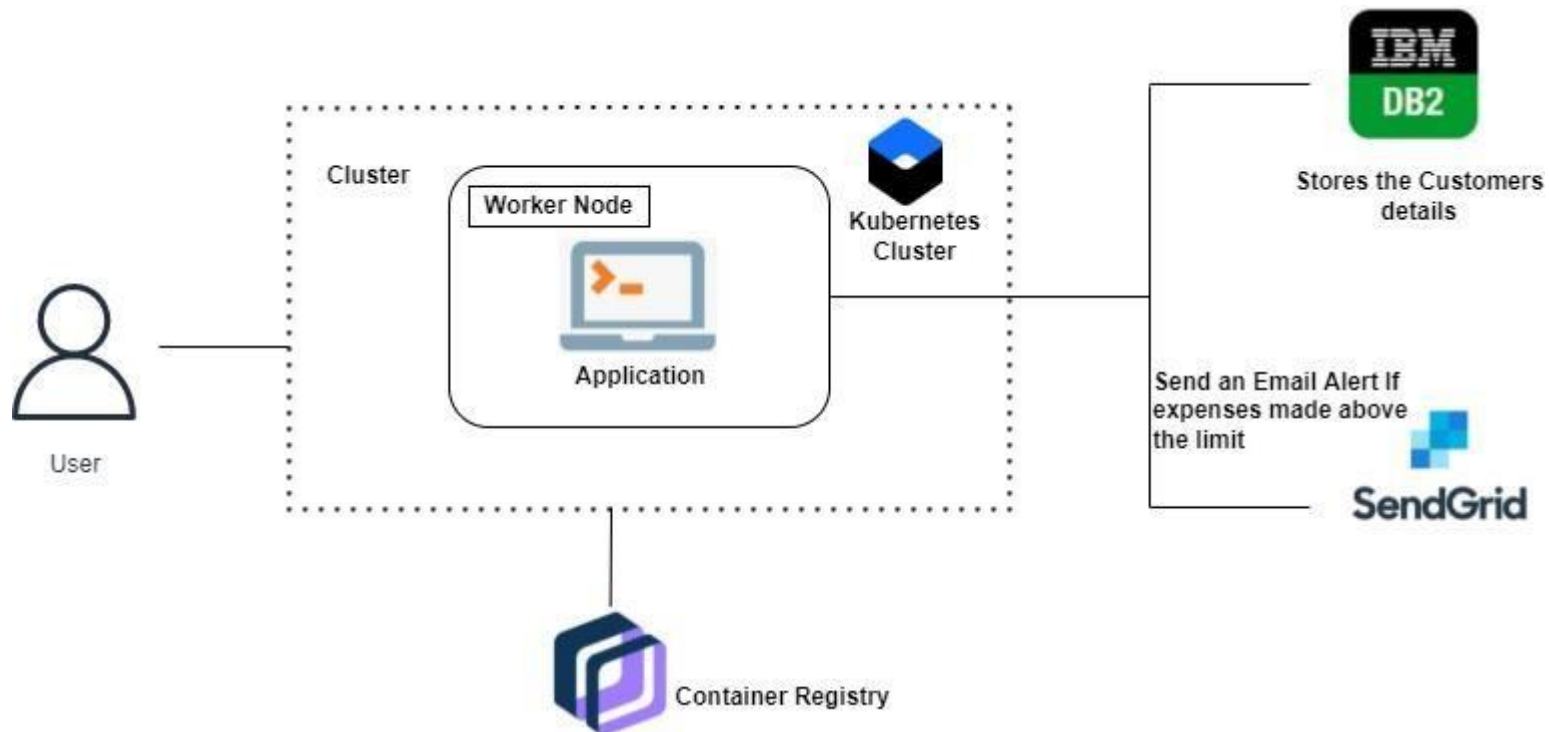 IBM
DB2
Stores the Customers
details
Cluster
Worker Node
Kubernetes
Cluster
Application
User
Send an Email Alert If
expenses made above
the limit
SendGrid
Container Registry